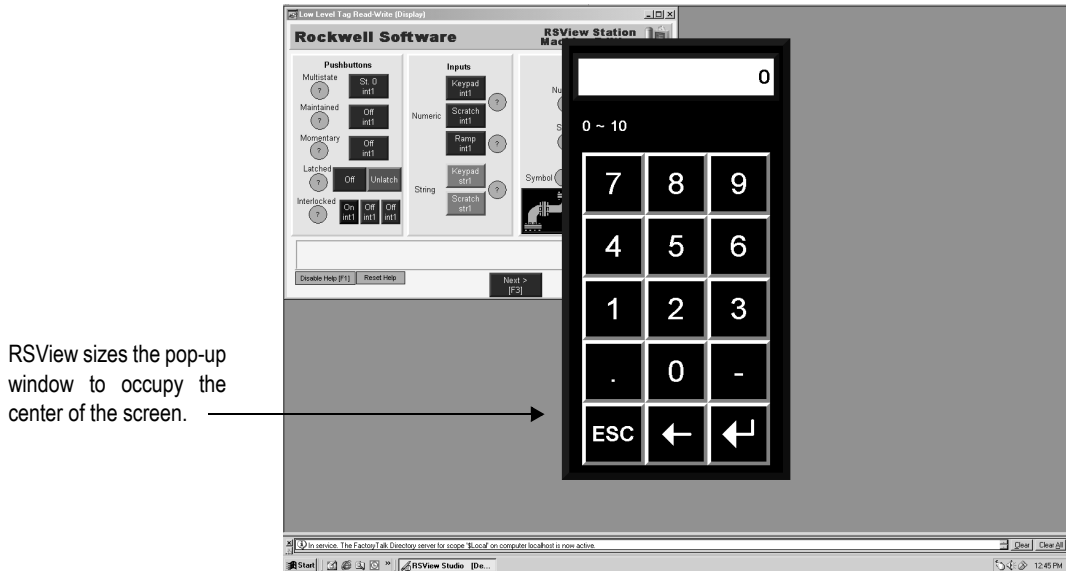 Low Level Tag Read-Write (Display)
Rockwell Software
RSView Station
Pushbuttons
Multistate
?
St. 0
int1
Maintained
?
Off
int1
Momentary
?
Off
int1
Latched
?
Off
Unlatch
Interlocked
?
On
int1
Off
int1
Off
int1
Inputs
Numeric
Keypad
int1
?
Scratch
int1
Ramp
int1
?
String
Keypad
str1
?
Scratch
str1
Symbol
Disable Help [F1]
Reset Help
Next >
[F3]
0
0 ~ 10
7 8 9
4 5 6
1 2 3
. 0 -
ESC ← ↵
RSView sizes the pop-up
window to occupy the
center of the screen.
In service. The FactoryTalk Directory server for scope '$Local' on computer localhost is now active.
Clear
Clear All
Start
»
RSView Studio [De...
12:45 PM